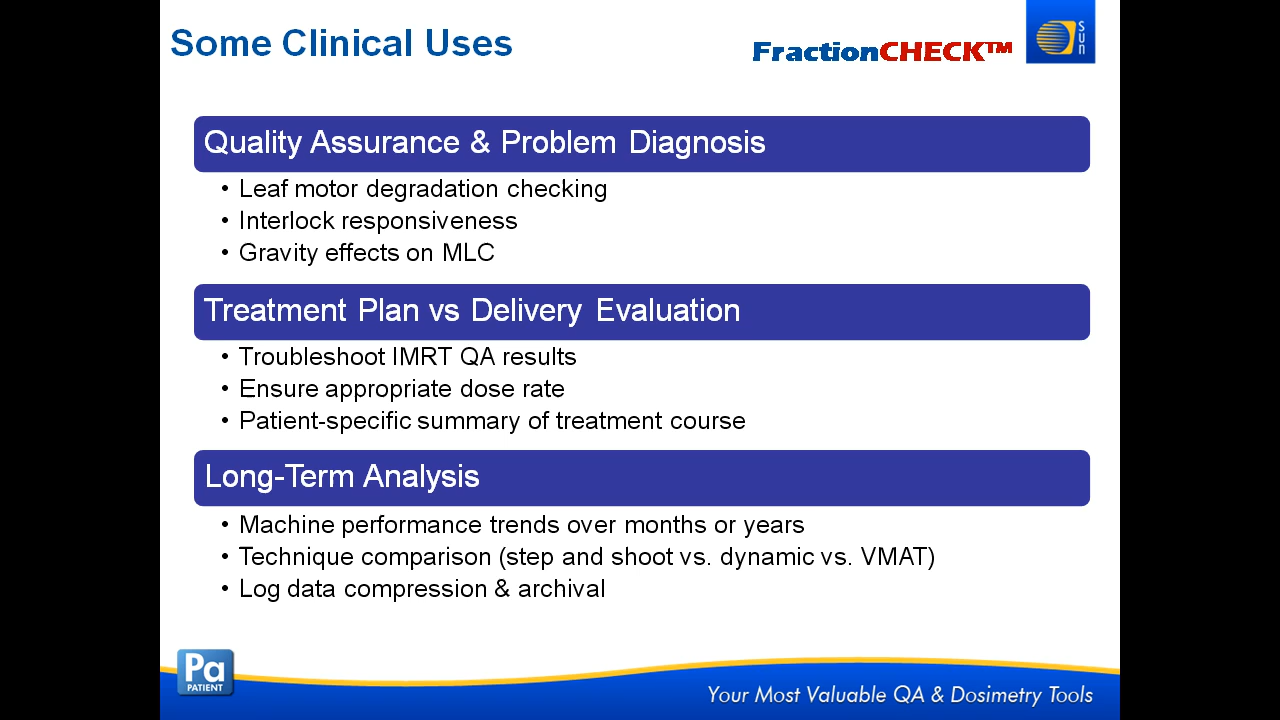 Some Clinical Uses
FractionCHECK™
sun
Quality Assurance & Problem Diagnosis
• Leaf motor degradation checking
• Interlock responsiveness
• Gravity effects on MLC
Treatment Plan vs Delivery Evaluation
• Troubleshoot IMRT QA results
• Ensure appropriate dose rate
• Patient-specific summary of treatment course
Long-Term Analysis
• Machine performance trends over months or years
• Technique comparison (step and shoot vs. dynamic vs. VMAT)
• Log data compression & archival
Pa
PATIENT
Your Most Valuable QA & Dosimetry Tools